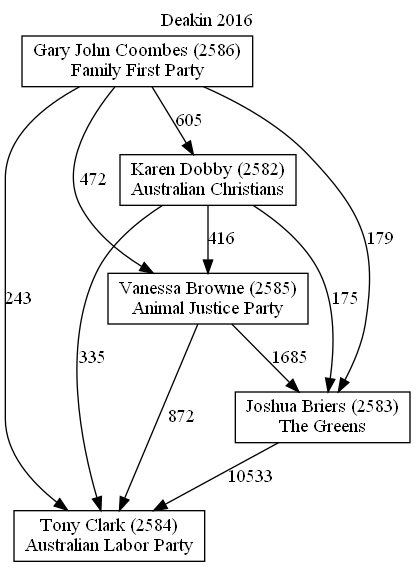 Deakin 2016
Gary John Coombes (2586)
Family First Party
605
Karen Dobby (2582)
Australian Christians
472
416
179
Vanessa Browne (2585)
Animal Justice Party
243
175
335
1685
Joshua Briers (2583)
The Greens
872
10533
Tony Clark (2584)
Australian Labor Party